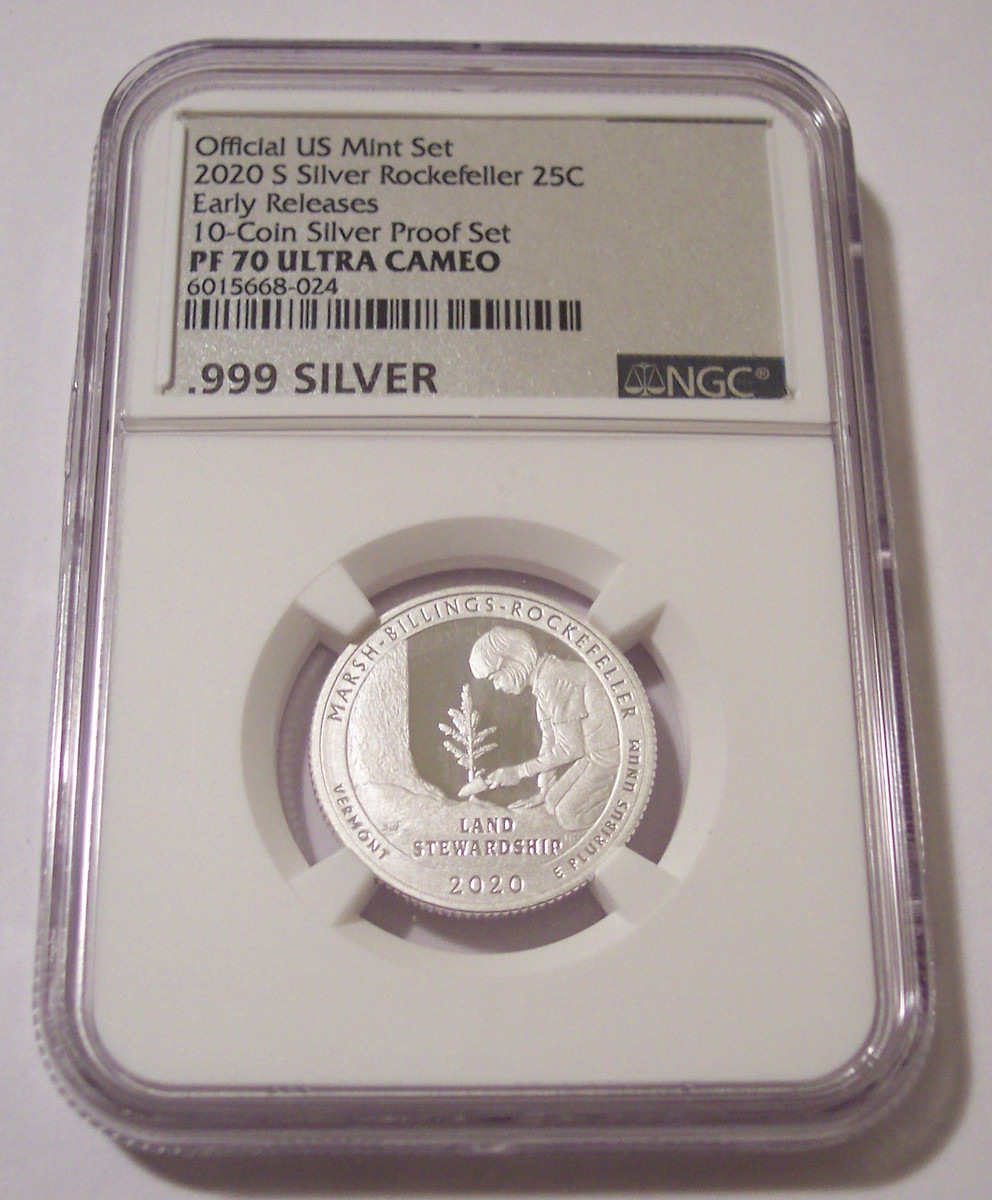 Official US Mint Set
2020 S Silver Rockefeller 25C
Early Releases
10-Coin Silver Proof Set
PF 70 ULTRA CAMEO
6015668-024
.999 SILVER
NGC®
MARSH-BILLINGS-ROCKEFELLER
VERMONT
LAND
STEWARDSHIP
2020
E PLURIBUS UNUM